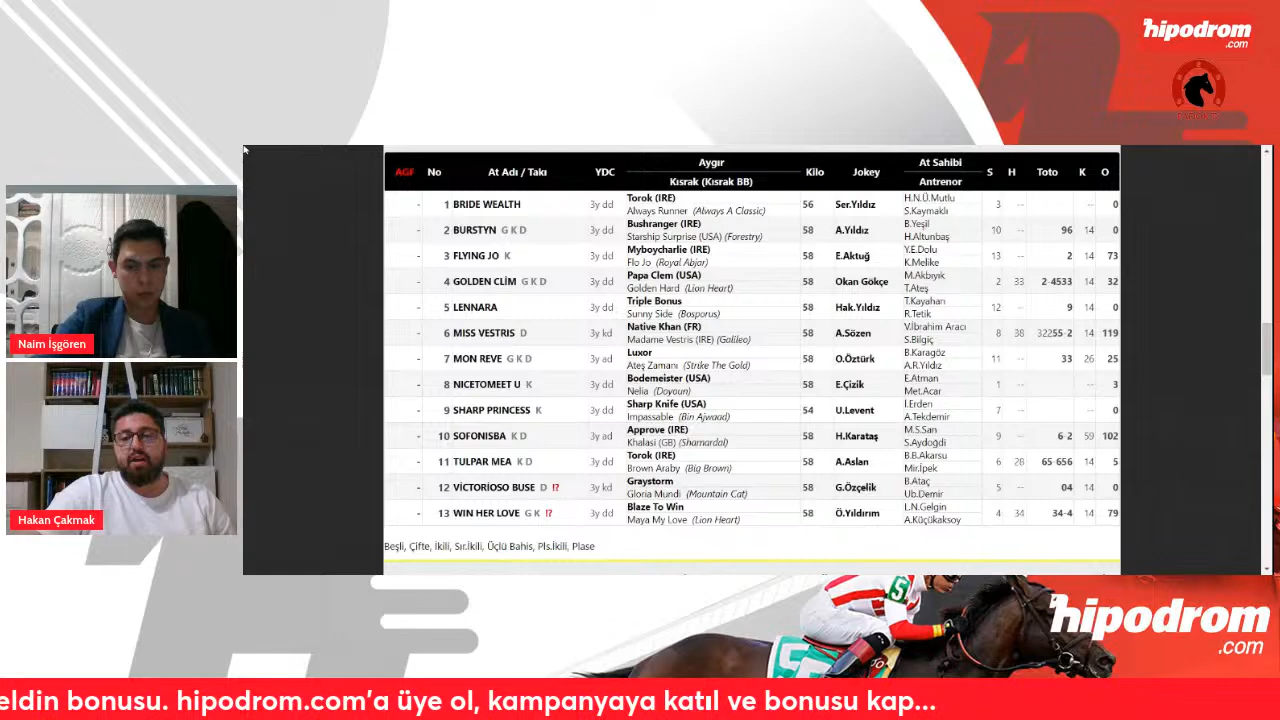 hipodrom
.com
AGF No At Adı / Takı YDC Aygır Kısrak (Kısrak BB) Kilo Jokey At Sahibi Antrenor S H Toto K O
- 1 BRIDE WEALTH 3y dd Torok (IRE) Always Runner (Always A Classic) 56 Ser.Yıldız H.N.Ü.Mutlu S.Kaymaklı 3 -- -- 0
- 2 BURSTYN G K D 3y dd Bushranger (IRE) Starship Surprise (USA) (Forestry) 58 A.Yıldız B.Yeşil H.Altunbaş 10 -- 96 14 0
- 3 FLYING JO K 3y dd Myboycharlie (IRE) Flo Jo (Royal Abjar) 58 E.Aktuğ Y.E.Dolu K.Melike 13 -- 2 14 73
- 4 GOLDEN CLİM G K D 3y dd Papa Clem (USA) Golden Hard (Lion Heart) 58 Okan Gökçe M.Akbıyık T.Ateş 2 33 2-4533 14 32
- 5 LENNARA 3y dd Triple Bonus Sunny Side (Bosporus) 58 Hak.Yıldız T.Kayahan R.Tetik 12 -- 9 14 0
- 6 MISS VESTRIS D 3y kd Native Khan (FR) Madame Vestris (IRE) (Galileo) 58 A.Sözen V.İbrahim Aracı S.Bilgiç 8 38 32255-2 14 119
- 7 MON REVE G K D 3y ad Luxor Ateş Zamanı (Strike The Gold) 58 O.Öztürk B.Karagöz A.R.Yıldız 11 -- 33 26 25
- 8 NICETOMEET U K 3y dd Bodemeister (USA) Nelia (Doyoun) 58 E.Çizik E.Atman Met.Acar 1 -- -- 3
- 9 SHARP PRINCESS K 3y dd Sharp Knife (USA) Impassable (Bin Ajwaad) 54 U.Levent İ.Erden A.Tekdemir 7 -- 0
- 10 SOFONISBA K D 3y ad Approve (IRE) Khalasi (GB) (Shamardal) 58 H.Karataş M.S.San S.Aydoğdi 9 -- 6-2 59 102
- 11 TULPAR MEA K D 3y dd Torok (IRE) Brown Araby (Big Brown) 58 A.Aslan B.B.Akarsu Mir.İpek 6 28 65-656 14 5
- 12 VİCTORİOSO BUSE D !? 3y kd Graystorm Gloria Mundi (Mountain Cat) 58 G.Özçelik B.Ataç Ub.Demir 5 -- 04 14 0
- 13 WIN HER LOVE G K !? 3y dd Blaze To Win Maya My Love (Lion Heart) 58 Ö.Yıldırım L.N.Gelgin A.Küçükaksoy 4 34 34-4 14 79
Beşli, Çifte, İkili, Sır.İkili, Üçlü Bahis, Pls.İkili, Plase
Naim İşgören
Hakan Çakmak
5
hipodrom
.com
eldin bonusu. hipodrom.com'a üye ol, kampanyaya katıl ve bonusu kap...